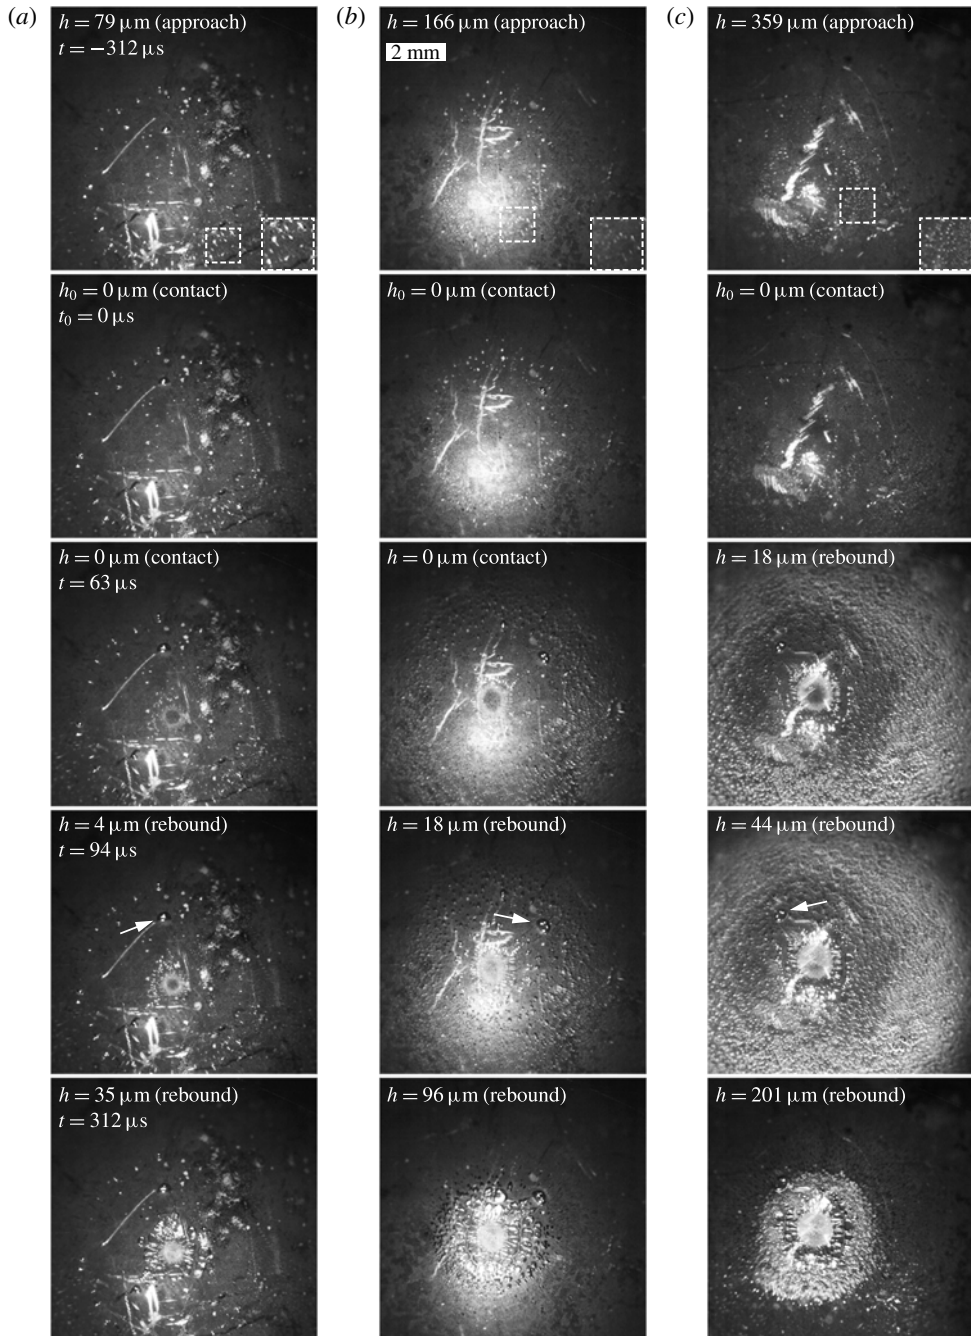 (a)
h = 79 μm (approach)
t = −312 μs
(b)
h = 166 μm (approach)
2 mm
(c)
h = 359 μm (approach)
h₀ = 0 μm (contact)
t₀ = 0 μs
h₀ = 0 μm (contact)
h₀ = 0 μm (contact)
h = 0 μm (contact)
t = 63 μs
h = 0 μm (contact)
h = 18 μm (rebound)
h = 4 μm (rebound)
t = 94 μs
h = 18 μm (rebound)
h = 44 μm (rebound)
h = 35 μm (rebound)
t = 312 μs
h = 96 μm (rebound)
h = 201 μm (rebound)